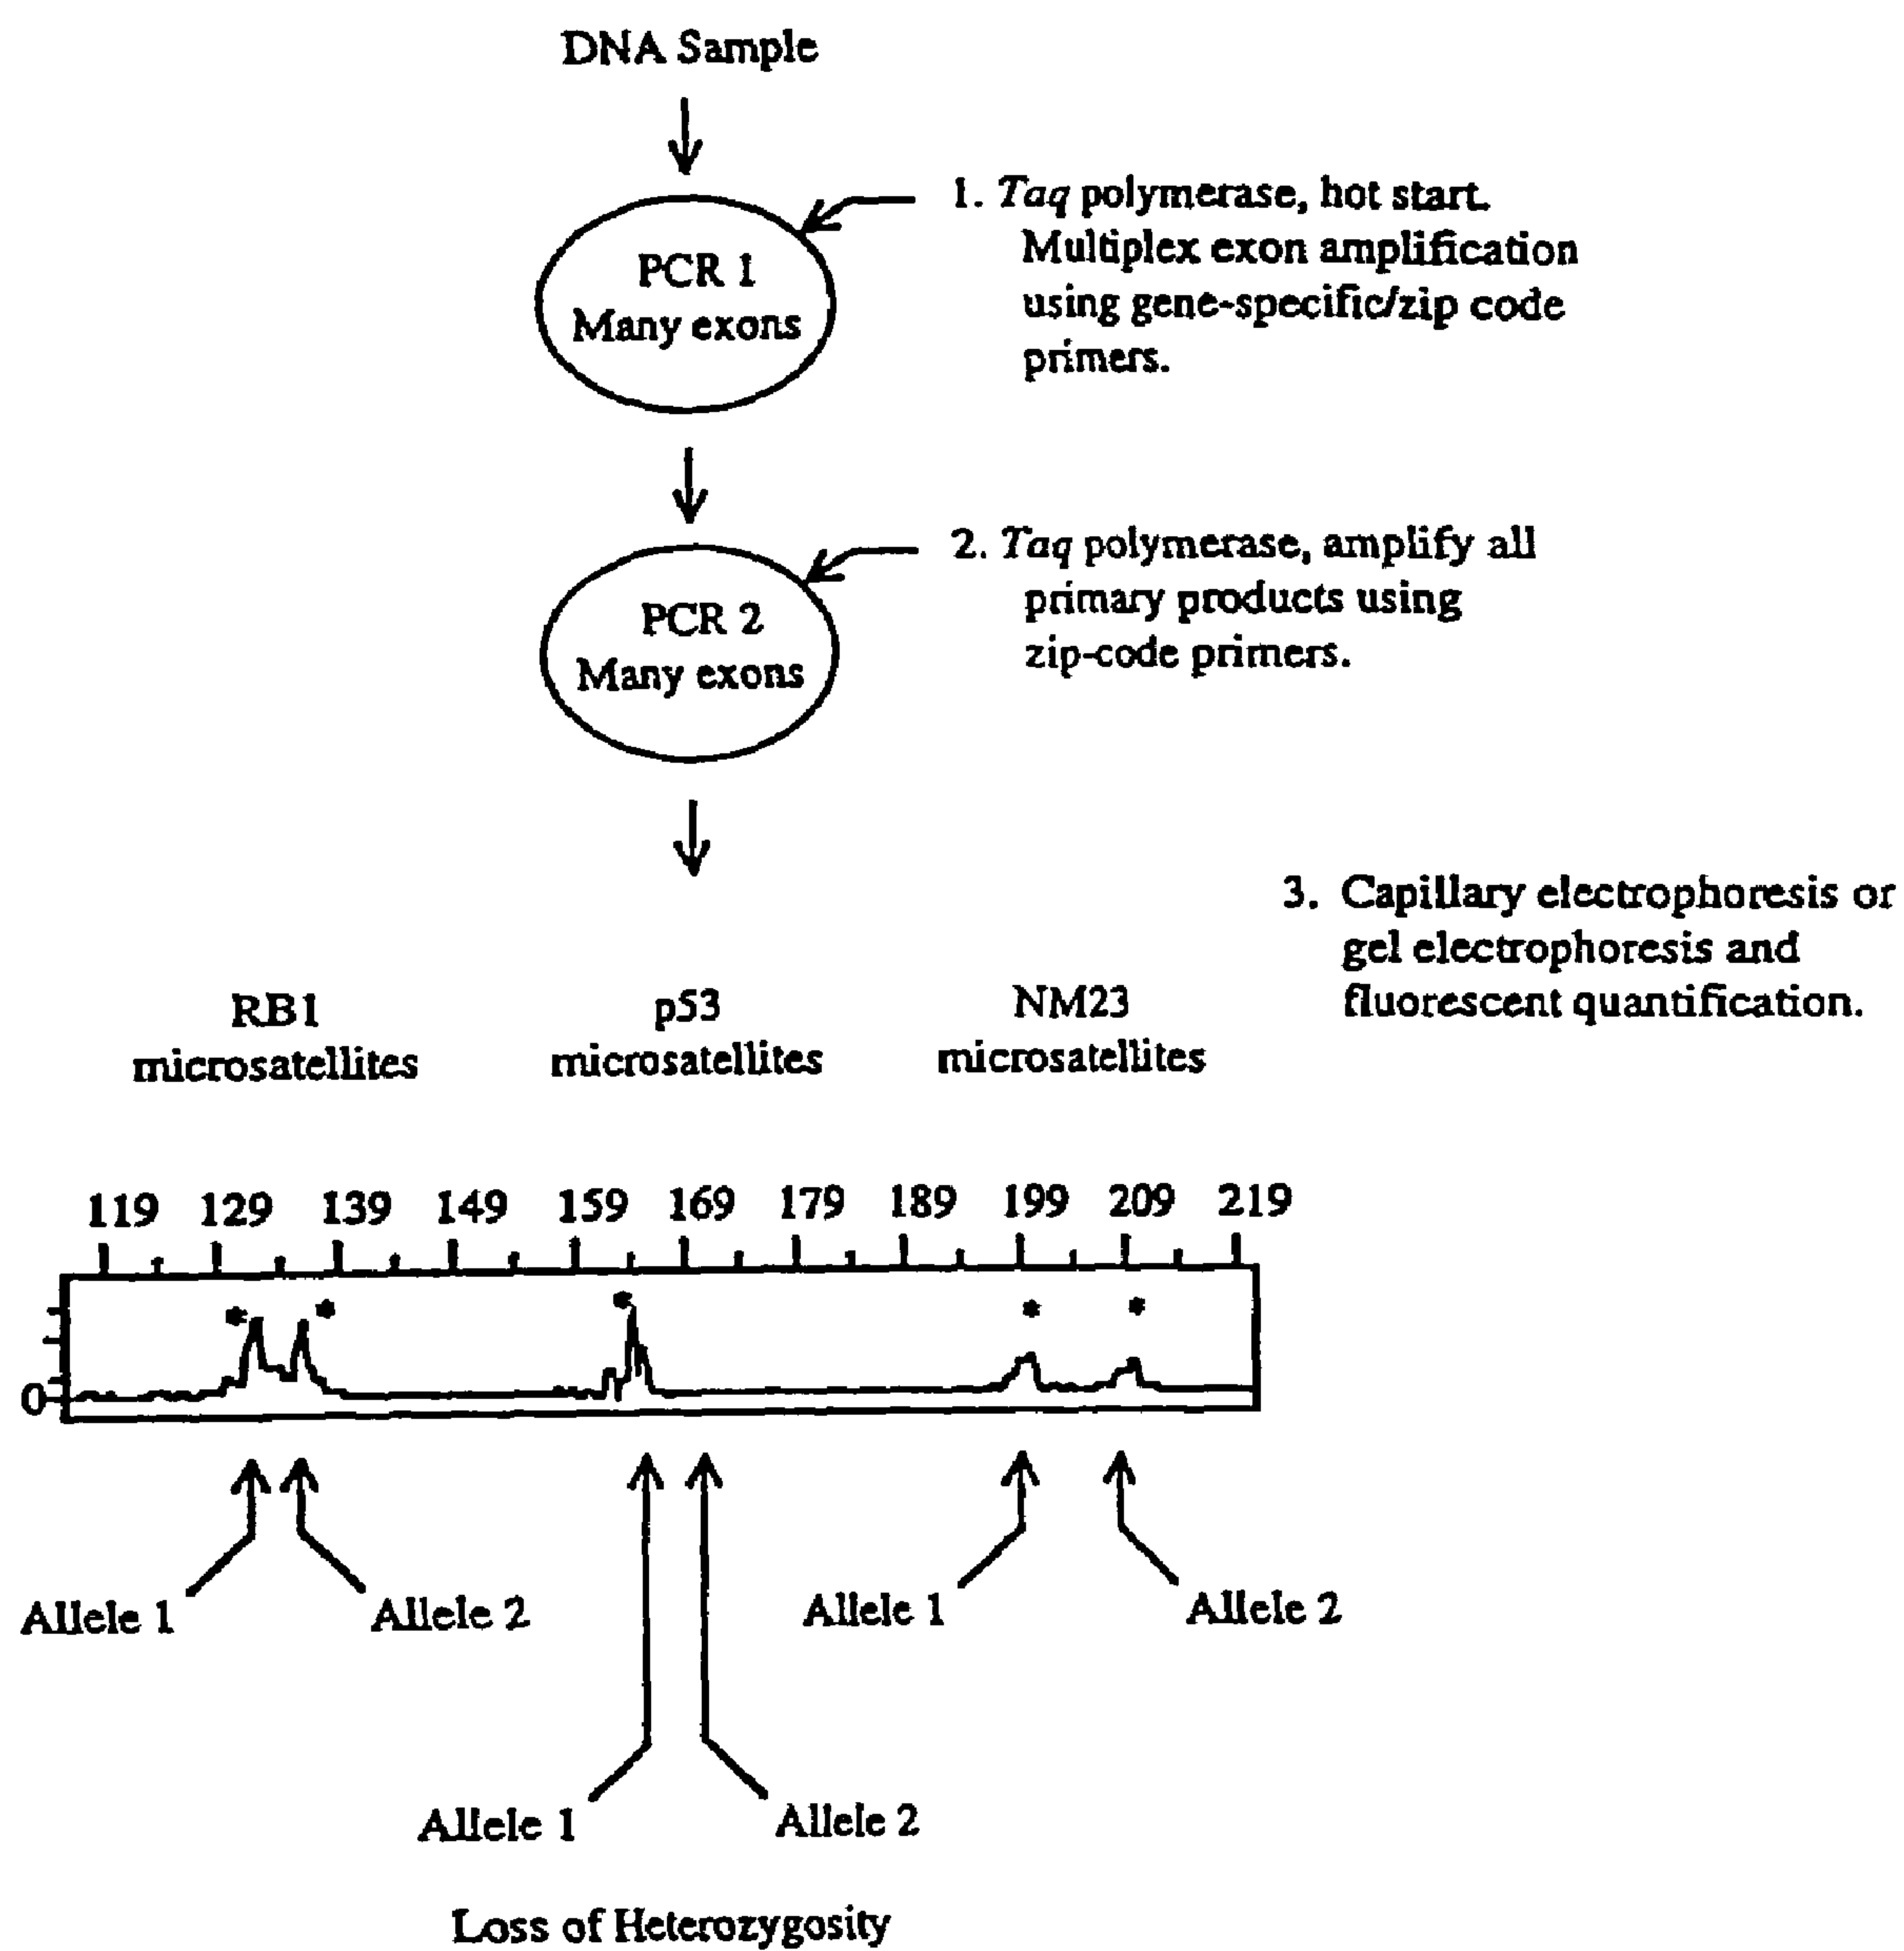 DNA Sample
PCR 1
Many exons
1. Taq polymerase, hot start.
Multiplex exon amplification
using gene-specific/zip code
primers.
PCR 2
Many exons
2. Taq polymerase, amplify all
primary products using
zip-code primers.
3. Capillary electrophoresis or
gel electrophoresis and
fluorescent quantification.
RB1
microsatellites
p53
microsatellites
NM23
microsatellites
119 129 139 149 159 169 179 189 199 209 219
* * * * *
0
Allele 1 Allele 2
Allele 1 Allele 2
Allele 1 Allele 2
Loss of Heterozygosity